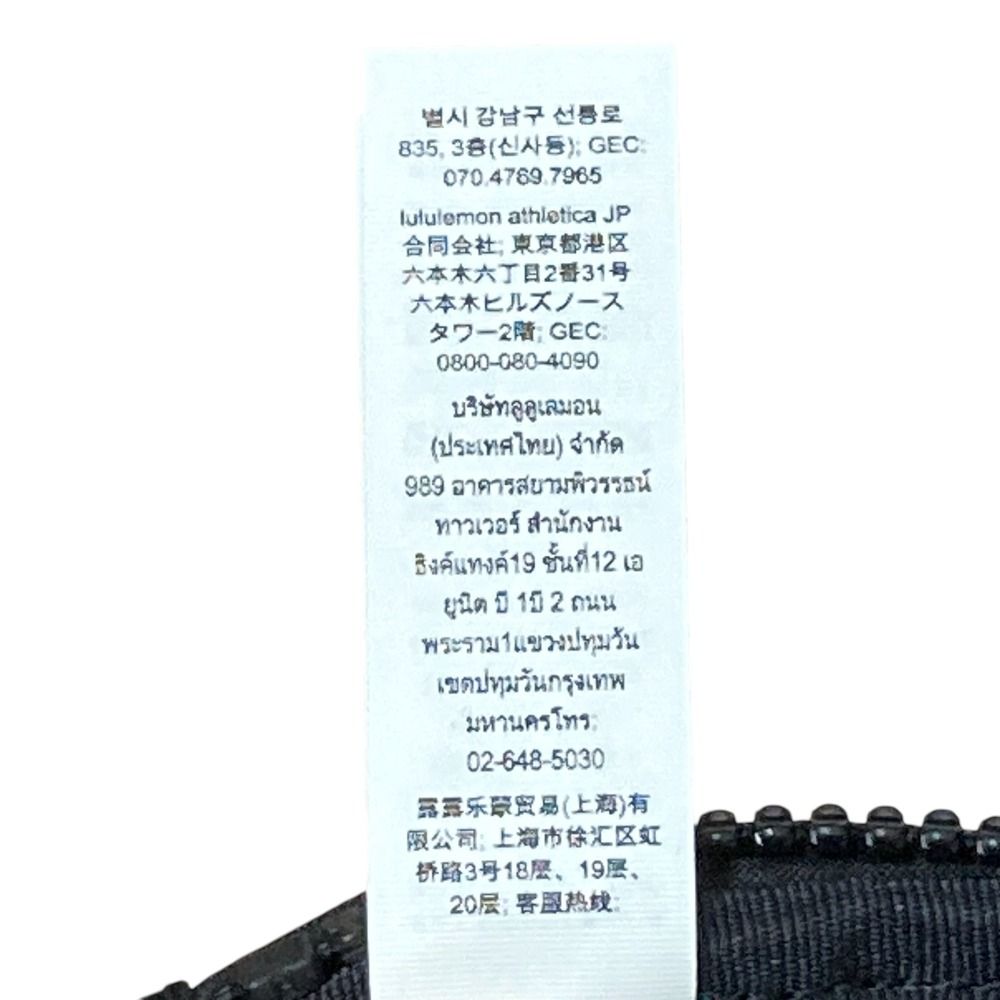 별시 강남구 선릉로
835, 3층(신사동); GEC:
070.4769.7965
lululemon athletica JP
合同会社; 東京都港区
六本木六丁目2番31号
六本木ヒルズノース
タワー2階; GEC:
0800-080-4090
บริษัทลูลูเลมอน
(ประเทศไทย) จำกัด
989 อาคารสยามพิวรรธน์
ทาวเวอร์ สำนักงาน
ธิงค์แทงค์19 ชั้นที่12 เอ
ยูนิต บี 1บี 2 ถนน
พระราม1แขวงปทุมวัน
เขตปทุมวันกรุงเทพ
มหานครโทร:
02-648-5030
露露乐蒙贸易(上海)有
限公司; 上海市徐汇区虹
桥路3号18层、19层、
20层; 客服热线: